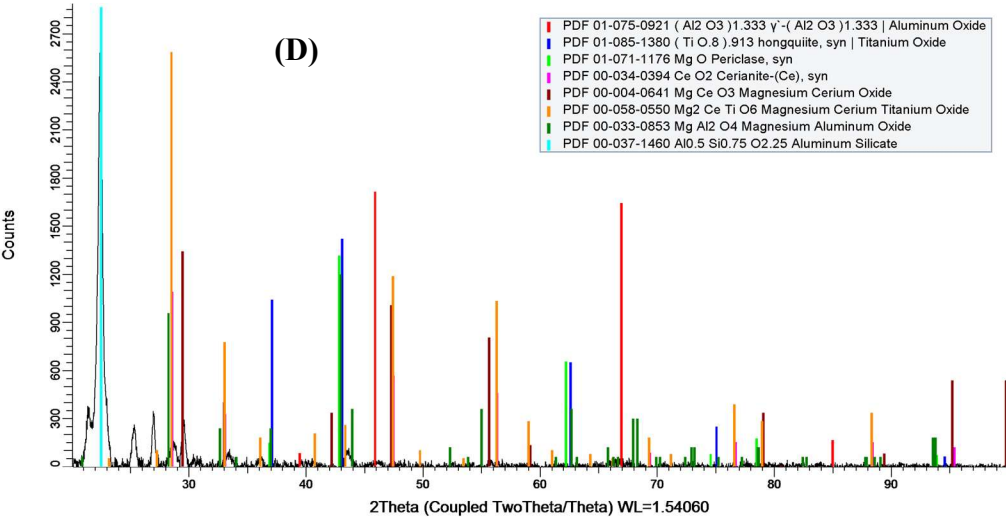 (D)
PDF 01-075-0921 ( Al2 O3 )1.333 γ`-( Al2 O3 )1.333 | Aluminum Oxide
PDF 01-085-1380 ( Ti O.8 ).913 hongquiite, syn | Titanium Oxide
PDF 01-071-1176 Mg O Periclase, syn
PDF 00-034-0394 Ce O2 Cerianite-(Ce), syn
PDF 00-004-0641 Mg Ce O3 Magnesium Cerium Oxide
PDF 00-058-0550 Mg2 Ce Ti O6 Magnesium Cerium Titanium Oxide
PDF 00-033-0853 Mg Al2 O4 Magnesium Aluminum Oxide
PDF 00-037-1460 Al0.5 Si0.75 O2.25 Aluminum Silicate
Counts
2700
2400
2100
1800
1500
1200
900
600
300
0
30 40 50 60 70 80 90
2Theta (Coupled TwoTheta/Theta) WL=1.54060